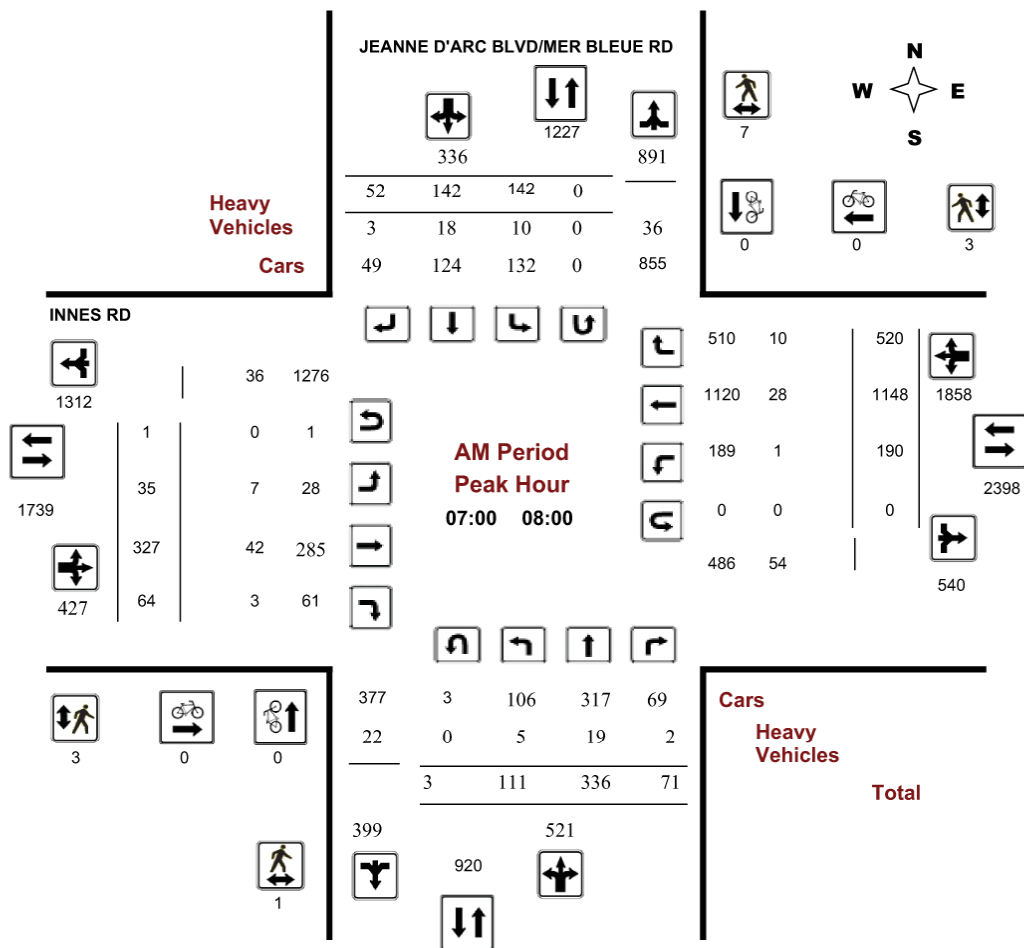 JEANNE D'ARC BLVD/MER BLEUE RD
N
W E
S
1227
7
336 891
52 142 142 0
Heavy
Vehicles
3 18 10 0 36
Cars
49 124 132 0 855
0 0 3
INNES RD
510 10 520
1312
36 1276
1120 28 1148 1858
1 0 1
189 1 190
AM Period
Peak Hour
35 7 28
2398
1739
07:00 08:00
0 0 0
327 42 285
486 54
540
427
64 3 61
377 3 106 317 69
Cars
22 0 5 19 2
Heavy
Vehicles
3 0 0
3 111 336 71
Total
399 521
920
1